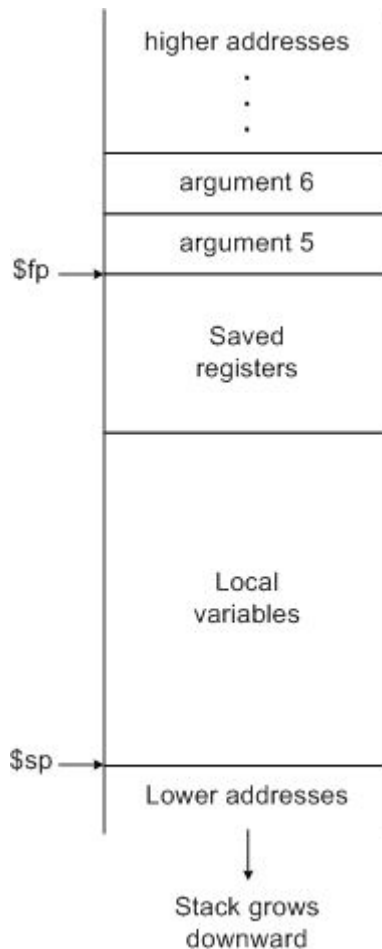 higher addresses
argument 6
argument 5
$fp
Saved
registers
Local
variables
$sp
Lower addresses
Stack grows
downward